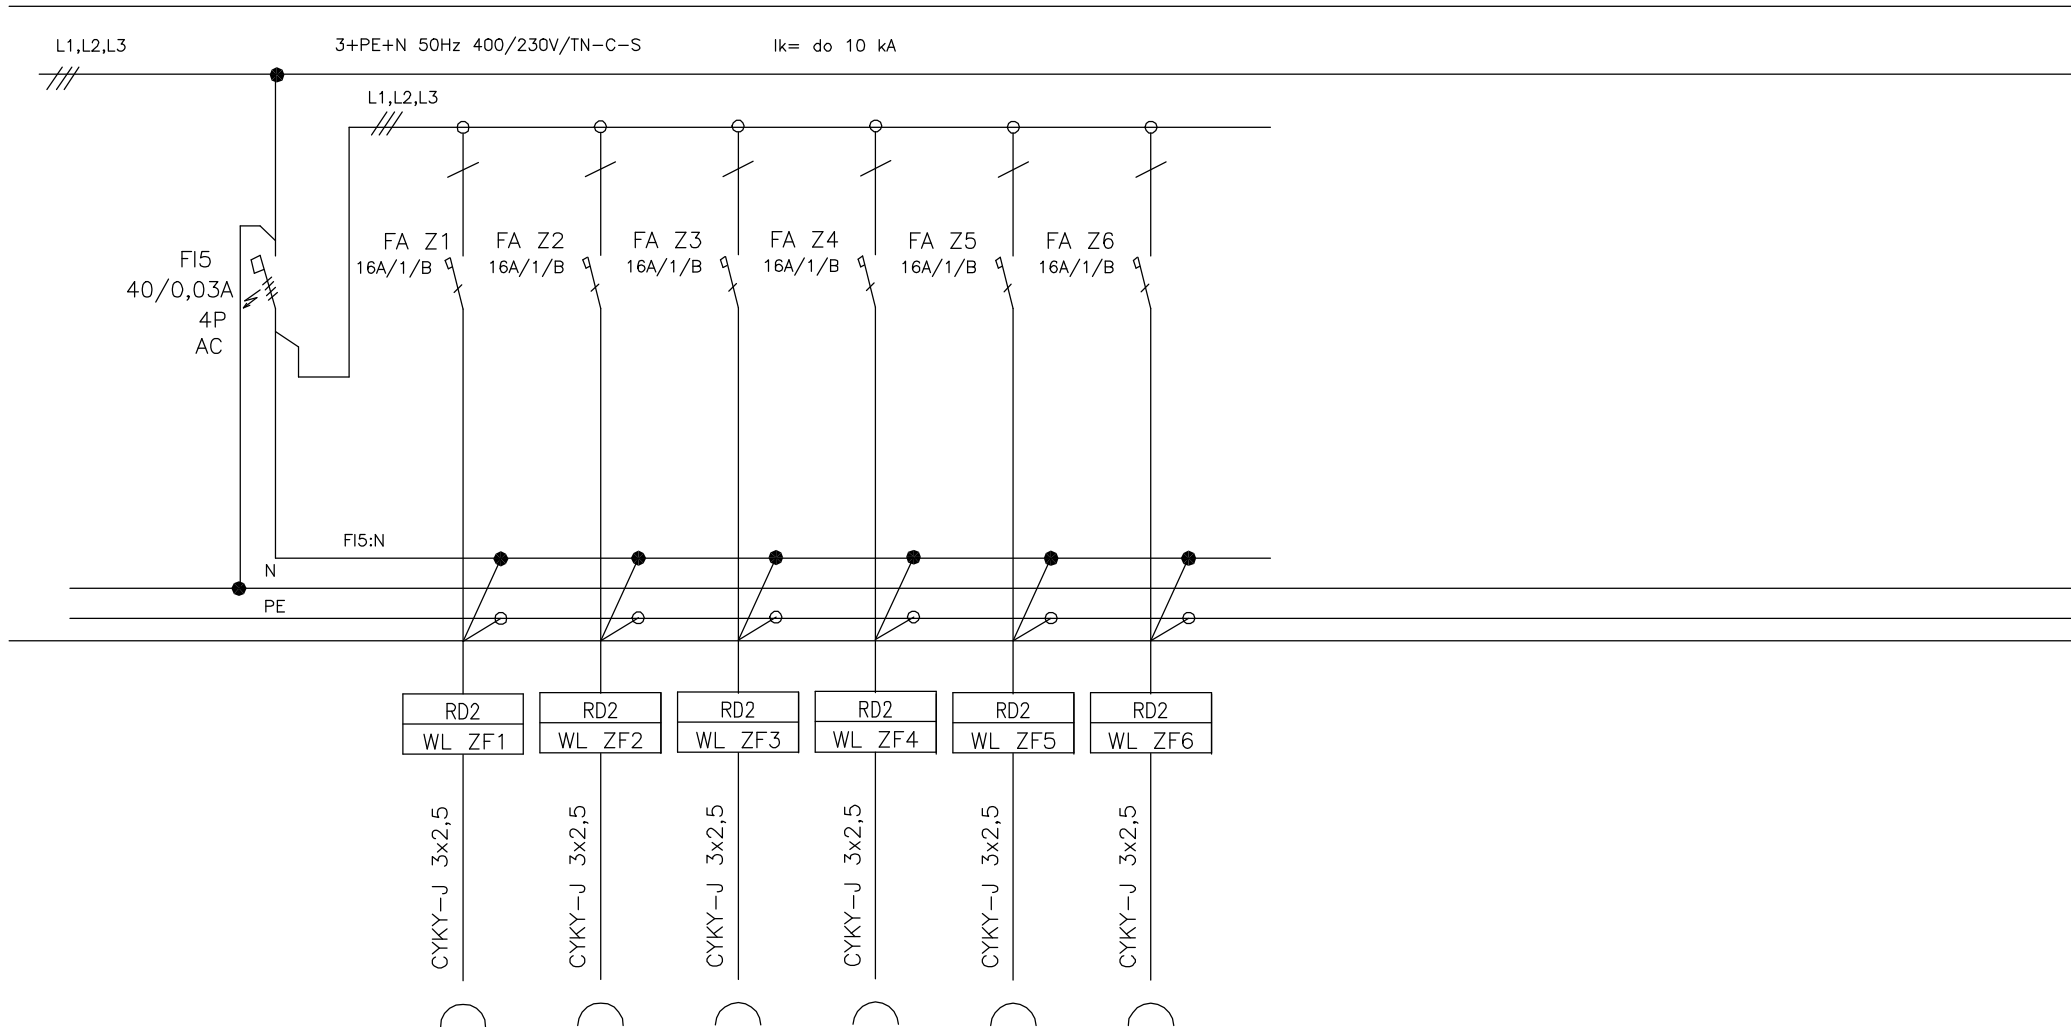 L1,L2,L3
3+PE+N 50Hz 400/230V/TN-C-S
Ik= do 10 kA
L1,L2,L3
FI5
40/0,03A
4P
AC
FA Z1
16A/1/B
FA Z2
16A/1/B
FA Z3
16A/1/B
FA Z4
16A/1/B
FA Z5
16A/1/B
FA Z6
16A/1/B
FI5:N
N
PE
RD2
WL ZF1
RD2
WL ZF2
RD2
WL ZF3
RD2
WL ZF4
RD2
WL ZF5
RD2
WL ZF6
CYKY-J 3x2,5
CYKY-J 3x2,5
CYKY-J 3x2,5
CYKY-J 3x2,5
CYKY-J 3x2,5
CYKY-J 3x2,5